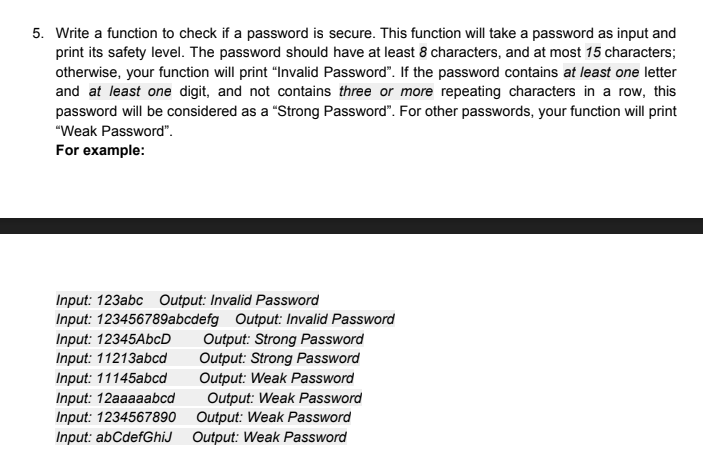 5. Write a function to check if a password is secure. This function will take a password as input and
print its safety level. The password should have at least 8 characters, and at most 15 characters;
otherwise, your function will print “Invalid Password”. If the password contains at least one letter
and at least one digit, and not contains three or more repeating characters in a row, this
password will be considered as a “Strong Password”. For other passwords, your function will print
“Weak Password”.
For example:
Input: 123abc Output: Invalid Password
Input: 123456789abcdefg Output: Invalid Password
Input: 12345AbcD Output: Strong Password
Input: 11213abcd Output: Strong Password
Input: 11145abcd Output: Weak Password
Input: 12aaaaabcd Output: Weak Password
Input: 1234567890 Output: Weak Password
Input: abCdefGhiJ Output: Weak Password